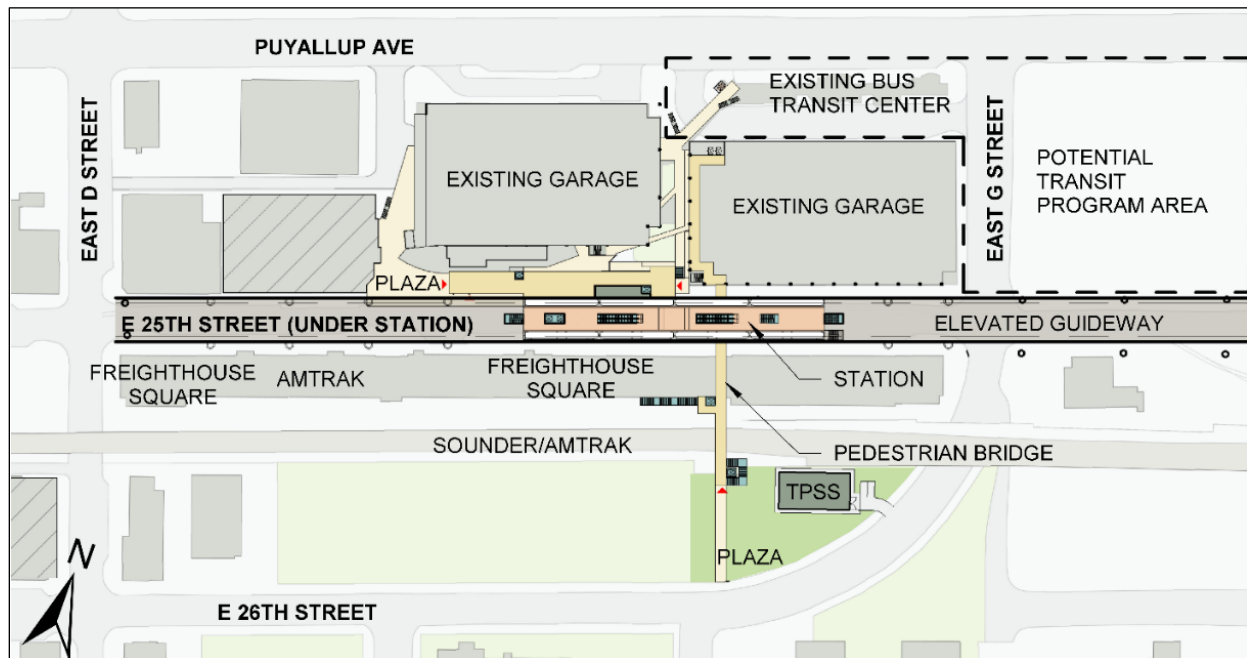 PUYALLUP AVE
EXISTING BUS
TRANSIT CENTER
EAST D STREET
EXISTING GARAGE
EXISTING GARAGE
EAST G STREET
POTENTIAL
TRANSIT
PROGRAM AREA
PLAZA
E 25TH STREET (UNDER STATION)
ELEVATED GUIDEWAY
FREIGHTHOUSE
SQUARE
AMTRAK
FREIGHTHOUSE
SQUARE
STATION
SOUNDER/AMTRAK
PEDESTRIAN BRIDGE
TPSS
PLAZA
N
E 26TH STREET